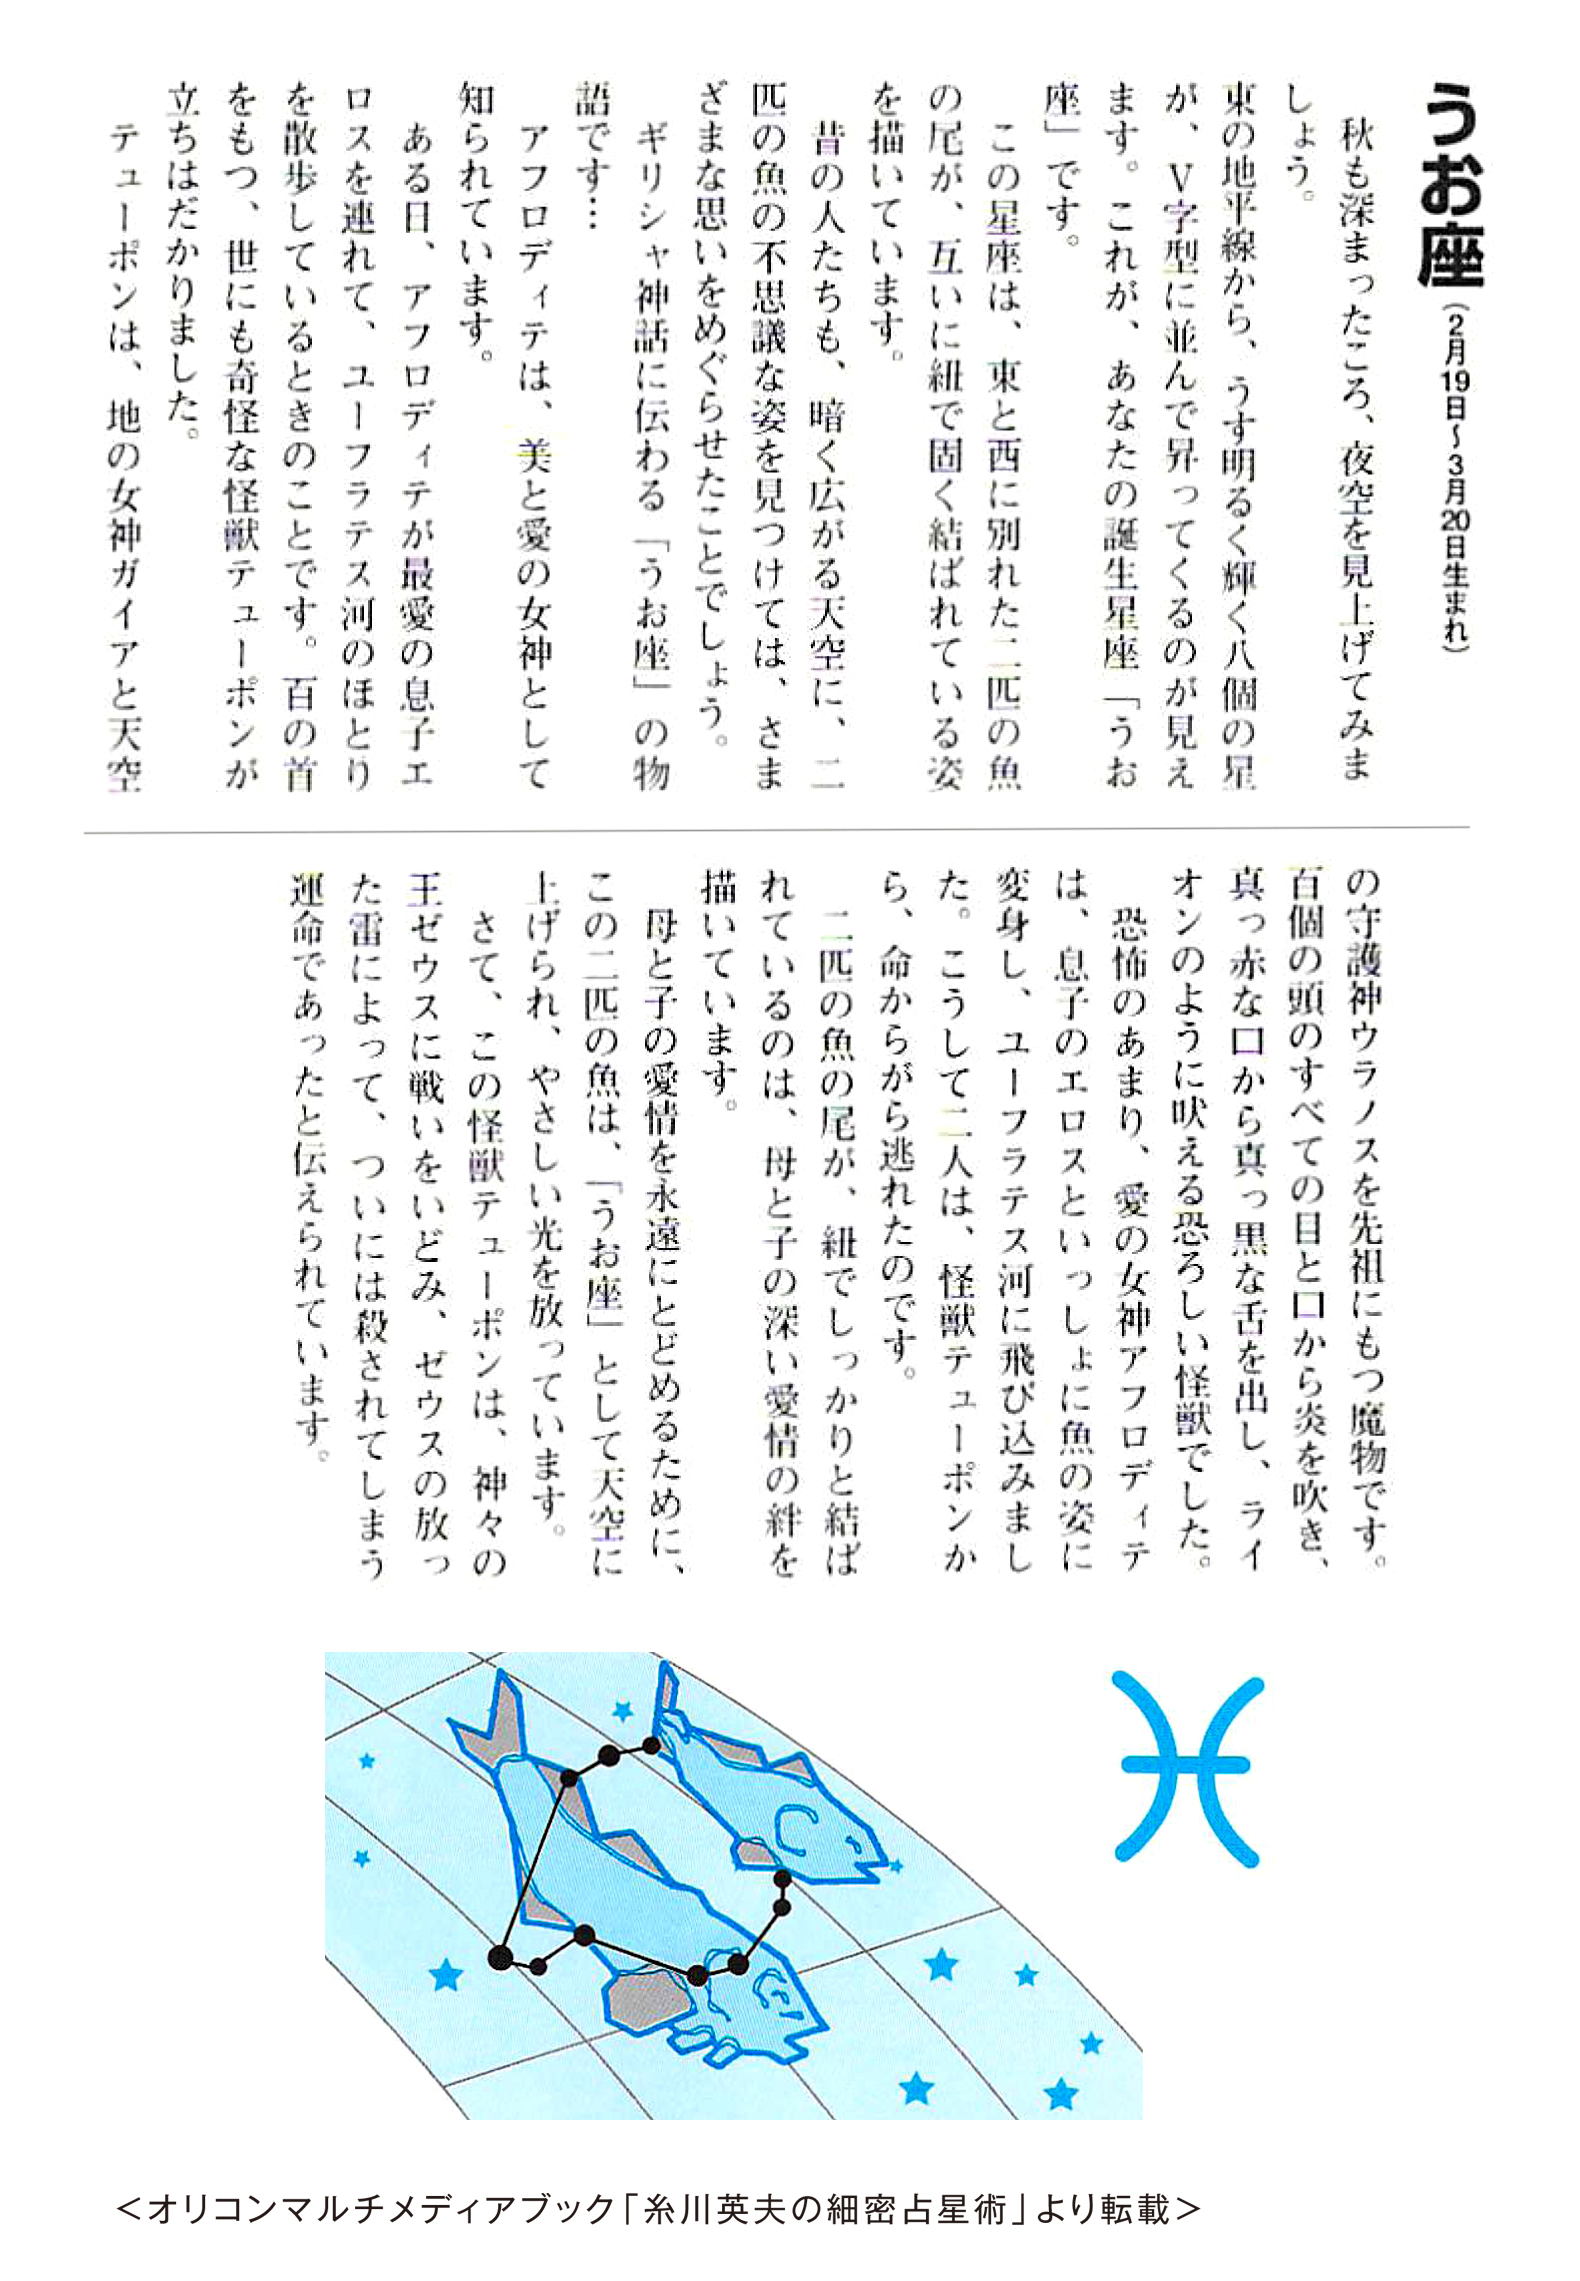 うお座(2月19日~3月20日生まれ)
秋も深まったころ、夜空を見上げてみま
しょう。
東の地平線から、うす明るく輝く八個の星
が、V字型に並んで昇ってくるのが見え
ます。これが、あなたの誕生星座「うお
座」です。
この星座は、東と西に別れた二匹の魚
の尾が、互いに紐で固く結ばれている姿
を描いています。
昔の人たちも、暗く広がる天空に、二
匹の魚の不思議な姿を見つけては、さま
ざまな思いをめぐらせたことでしょう。
ギリシャ神話に伝わる「うお座」の物
語です…
アフロディテは、美と愛の女神として
知られています。
ある日、アフロディテが最愛の息子エ
ロスを連れて、ユーフラテス河のほとり
を散歩しているときのことです。百の首
をもつ、世にも奇怪な怪獣テューポンが
立ちはだかりました。
テューポンは、地の女神ガイアと天空
の守護神ウラノスを先祖にもつ魔物です。
百個の頭のすべての目と口から炎を吹き、
真っ赤な口から真っ黒な舌を出し、ライ
オンのように吠える恐ろしい怪獣でした。
恐怖のあまり、愛の女神アフロディテ
は、息子のエロスといっしょに魚の姿に
変身し、ユーフラテス河に飛び込みまし
た。こうして二人は、怪獣テューポンか
ら、命からがら逃れたのです。
二匹の魚の尾が、紐でしっかりと結ば
れているのは、母と子の深い愛情の絆を
描いています。
母と子の愛情を永遠にとどめるために、
この二匹の魚は、「うお座」として天空に
上げられ、やさしい光を放っています。
さて、この怪獣テューポンは、神々の
王ゼウスに戦いをいどみ、ゼウスの放っ
た雷によって、ついには殺されてしまう
運命であったと伝えられています。
<オリコンマルチメディアブック「糸川英夫の細密占星術」より転載>